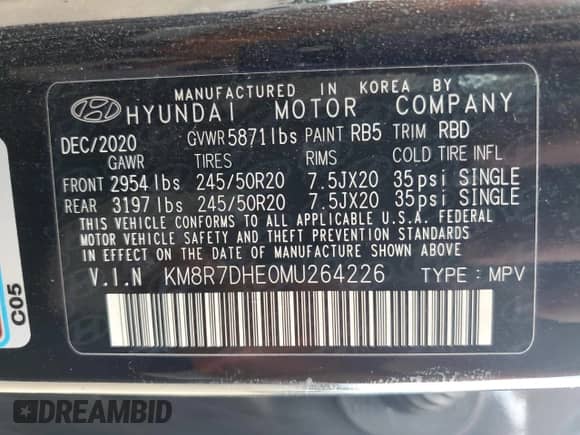 MANUFACTURED IN KOREA BY
HYUNDAI MOTOR COMPANY
DEC/2020 GVWR 5871lbs PAINT RB5 TRIM RBD
GAWR TIRES RIMS COLD TIRE INFL
FRONT 2954 lbs 245/50R20 7.5JX20 35psi SINGLE
REAR 3197 lbs 245/50R20 7.5JX20 35psi SINGLE
THIS VEHICLE CONFORMS TO ALL APPLICABLE U.S.A. FEDERAL
MOTOR VEHICLE SAFETY AND THEFT PREVENTION STANDARDS
IN EFFECT ON THE DATE OF MANUFACTURE SHOWN ABOVE.
V.I.N KM8R7DHE0MU264226 TYPE : MPV
C05
DREAMBID